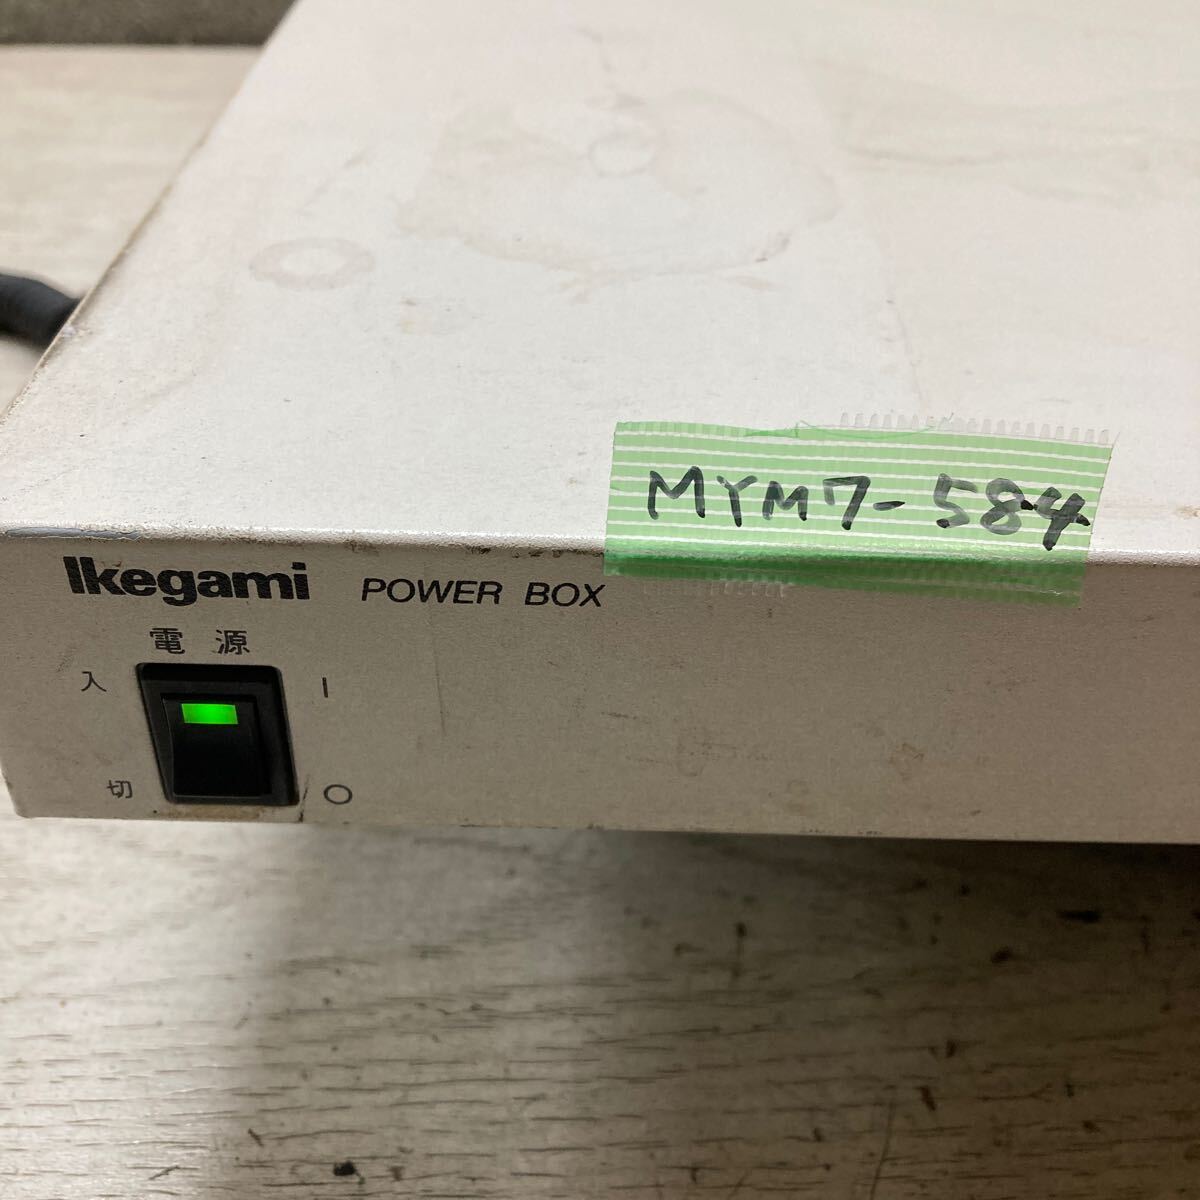 MYM7-584
Ikegami POWER BOX
電源
入 |
切 ○